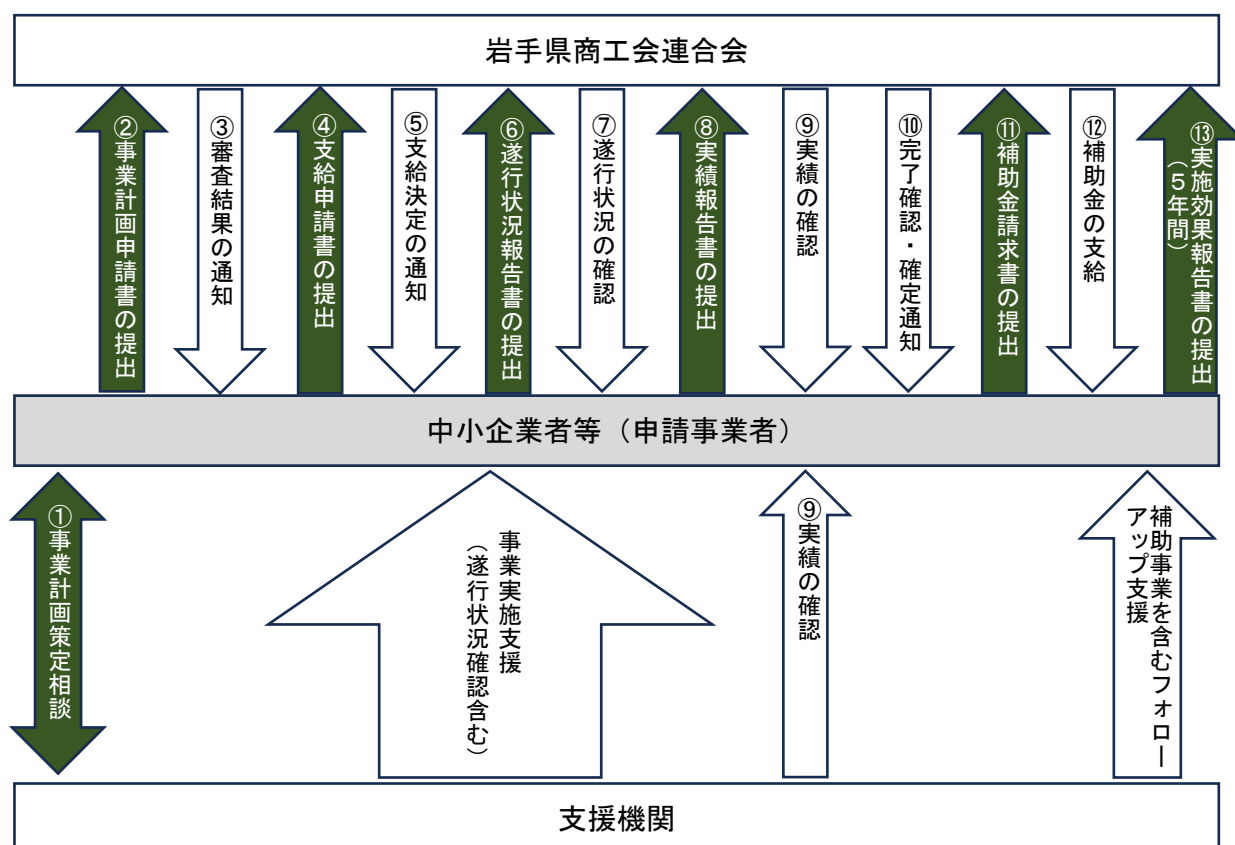 岩手県商工会連合会
②事業計画申請書の提出
③審査結果の通知
④支給申請書の提出
⑤支給決定の通知
⑥遂行状況報告書の提出
⑦遂行状況の確認
⑧実績報告書の提出
⑨実績の確認
⑩完了確認・確定通知
⑪補助金請求書の提出
⑫補助金の支給
⑬実施効果報告書の提出
(5年間)
中小企業者等(申請事業者)
①事業計画策定相談
事業実施支援
(遂行状況確認含む)
⑨実績の確認
補助事業を含むフォロー
アップ支援
支援機関